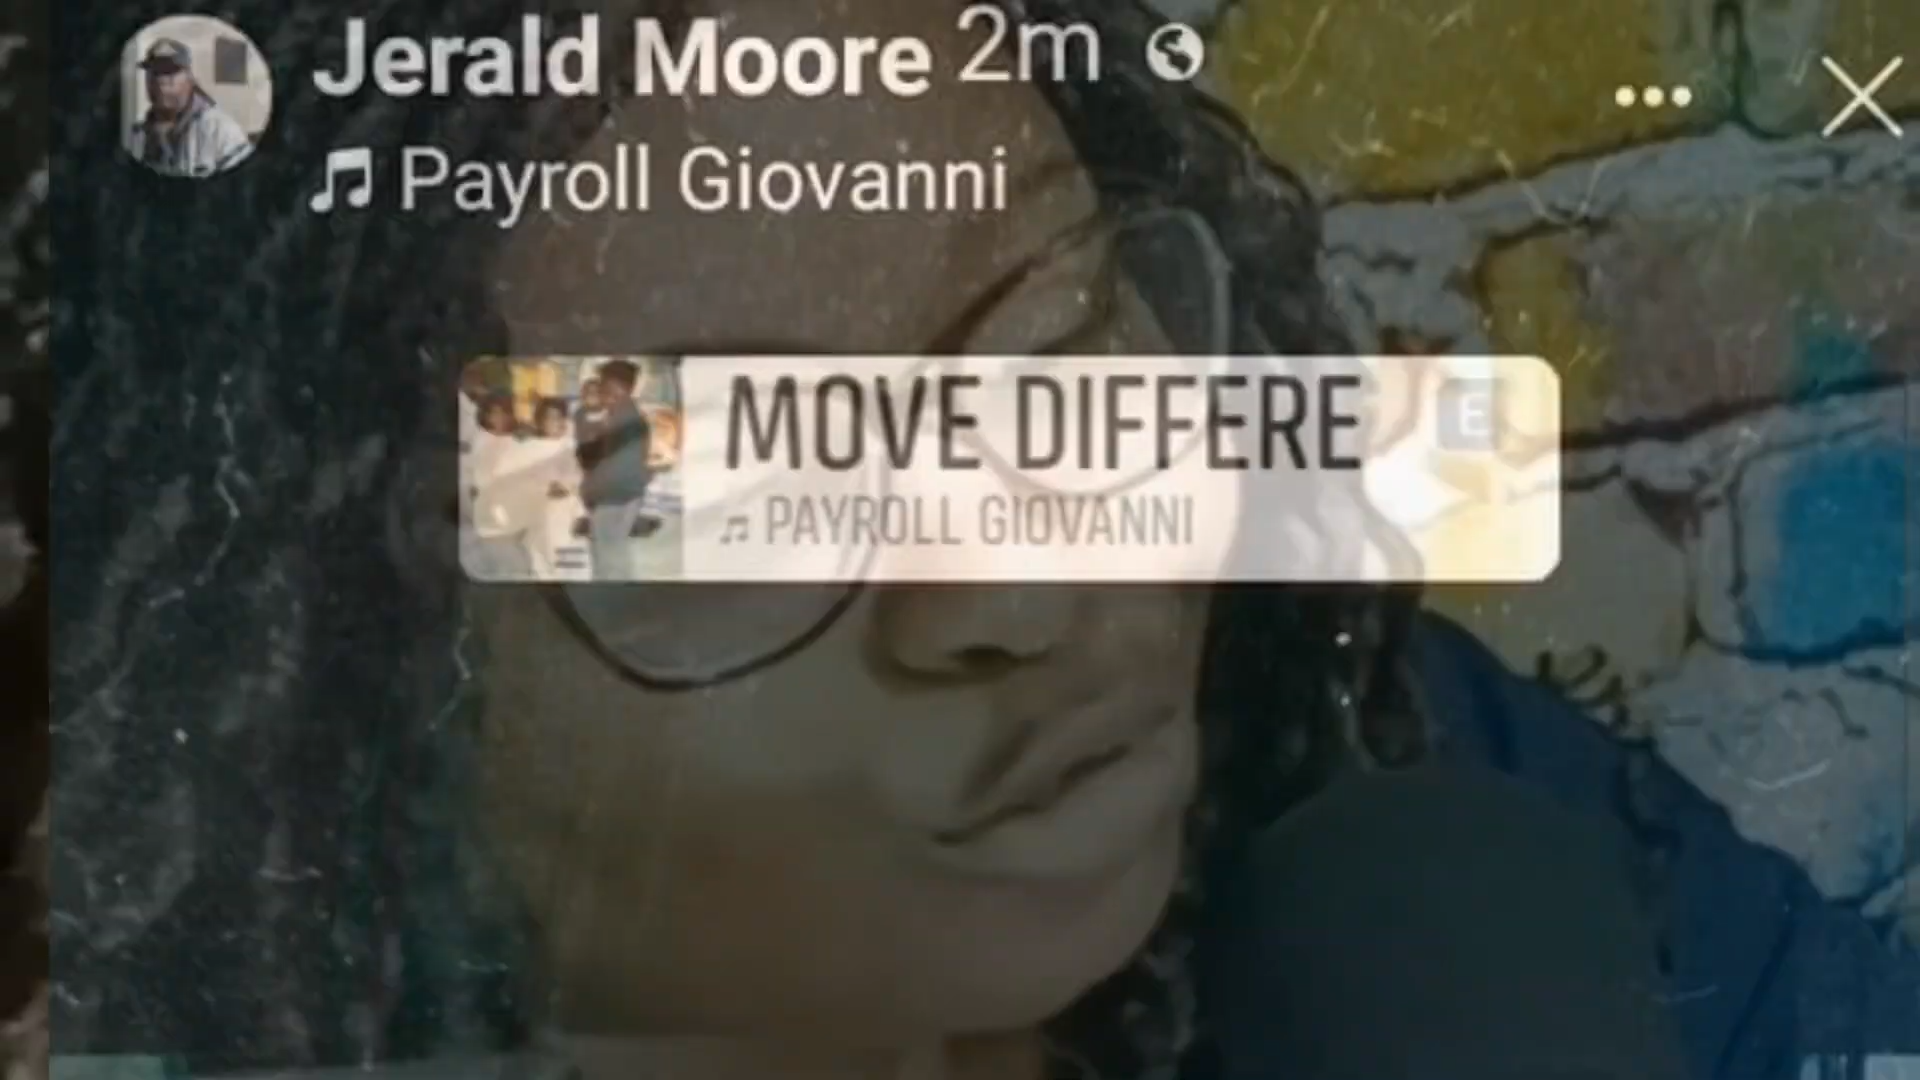 Jerald Moore 2m
Payroll Giovanni
MOVE DIFFERE E
PAYROLL GIOVANNI